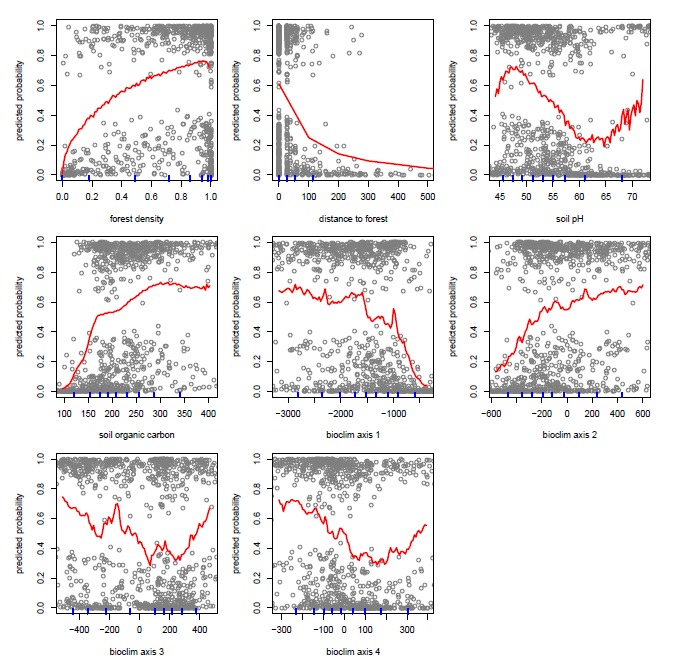 predicted probability
0.0 0.2 0.4 0.6 0.8 1.0
0.0 0.2 0.4 0.6 0.8 1.0
forest density
predicted probability
0.0 0.2 0.4 0.6 0.8 1.0
0 100 200 300 400 500
distance to forest
predicted probability
0.0 0.2 0.4 0.6 0.8 1.0
45 50 55 60 65 70
soil pH
predicted probability
0.0 0.2 0.4 0.6 0.8 1.0
100 150 200 250 300 350 400
soil organic carbon
predicted probability
0.0 0.2 0.4 0.6 0.8 1.0
−3000 −2000 −1000
bioclim axis 1
predicted probability
0.0 0.2 0.4 0.6 0.8 1.0
−600 −200 0 200 400 600
bioclim axis 2
predicted probability
0.0 0.2 0.4 0.6 0.8 1.0
−400 −200 0 200 400
bioclim axis 3
predicted probability
0.0 0.2 0.4 0.6 0.8 1.0
−300 −100 0 100 300
bioclim axis 4